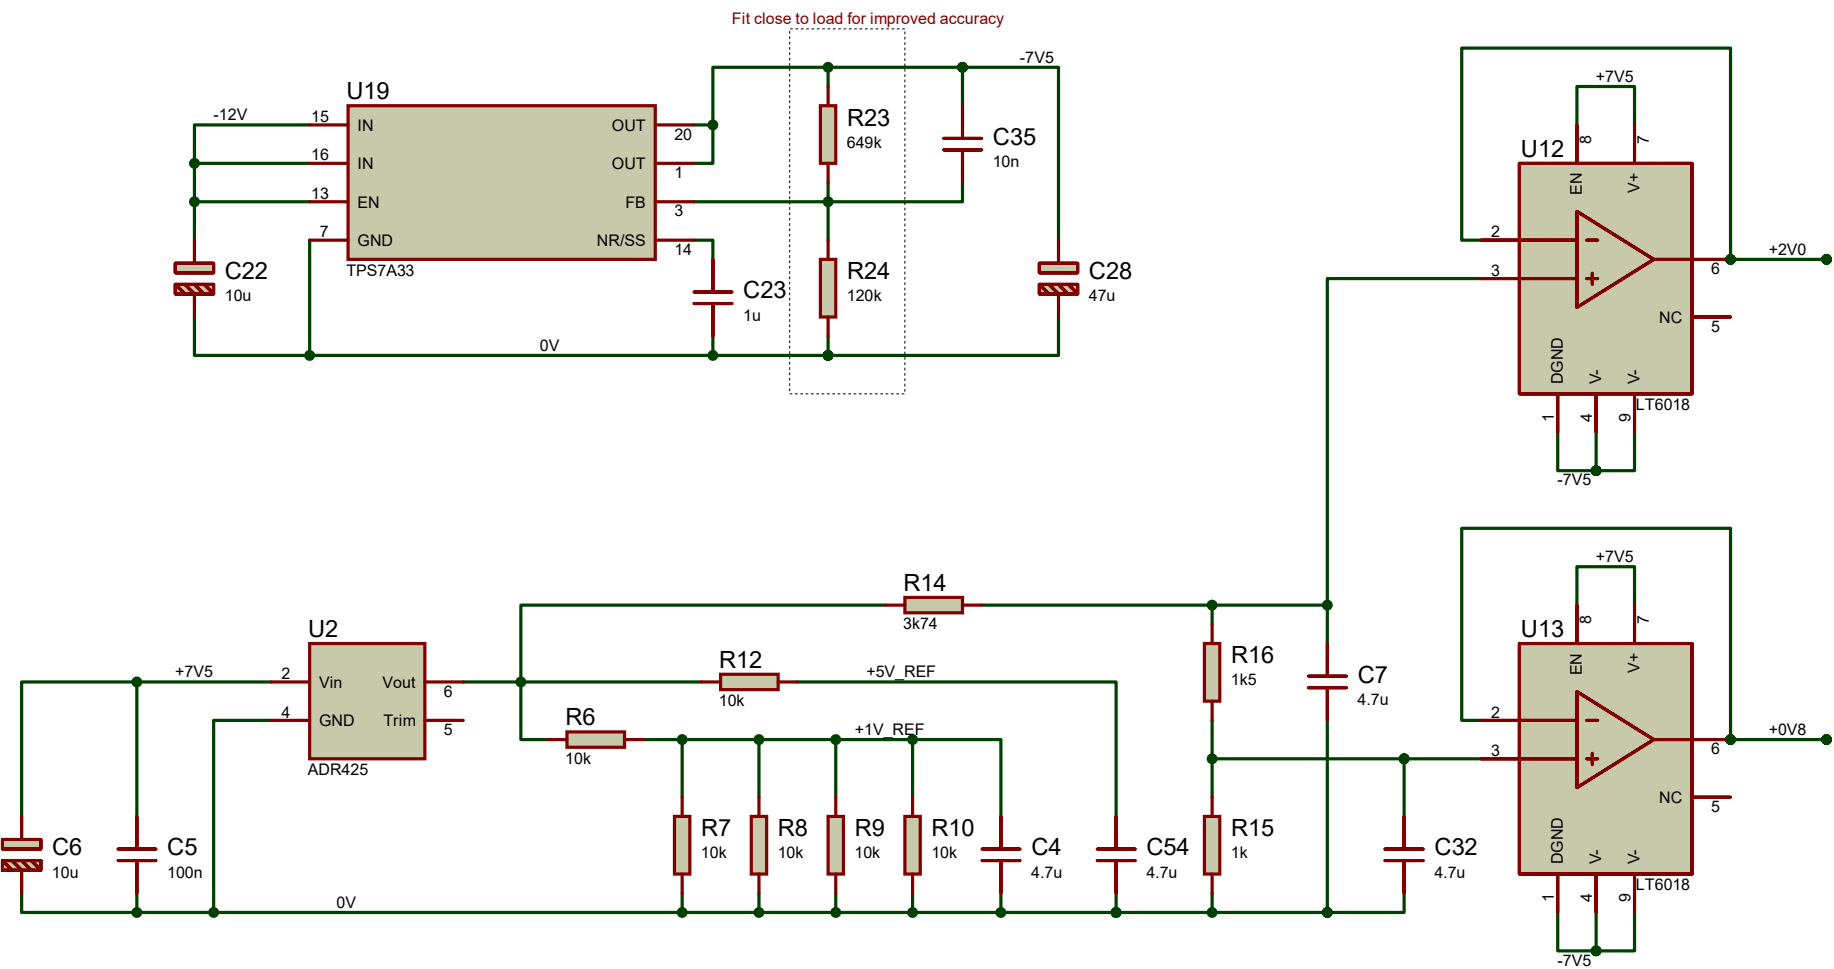 Fit close to load for improved accuracy
U19
-12V
15
16
13
7
IN
IN
EN
GND
OUT
OUT
FB
NR/SS
20
1
3
14
TPS7A33
C22
10u
C23
1u
R23
649k
R24
120k
C35
10n
-7V5
C28
47u
0V
+7V5
U12
8
7
EN
V+
2
3
6
+2V0
NC
5
DGND
V-
V-
LT6018
1
4
9
-7V5
U2
+7V5
2
4
Vin
GND
Vout
Trim
6
5
ADR425
C6
10u
C5
100n
0V
R14
3k74
R12
10k
+5V_REF
R6
10k
+1V_REF
R7
10k
R8
10k
R9
10k
R10
10k
C4
4.7u
C54
4.7u
R16
1k5
R15
1k
C7
4.7u
C32
4.7u
+7V5
U13
8
7
EN
V+
2
3
6
+0V8
NC
5
DGND
V-
V-
LT6018
1
4
9
-7V5